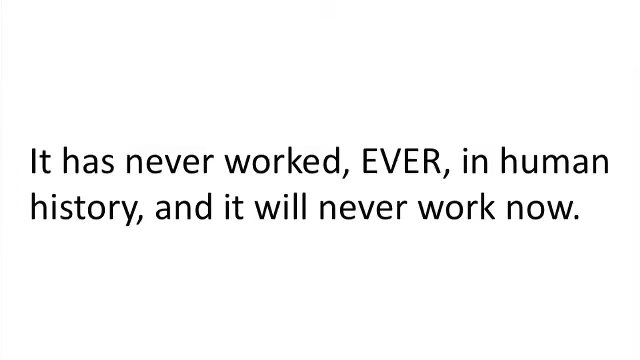 It has never worked, EVER, in human
history, and it will never work now.